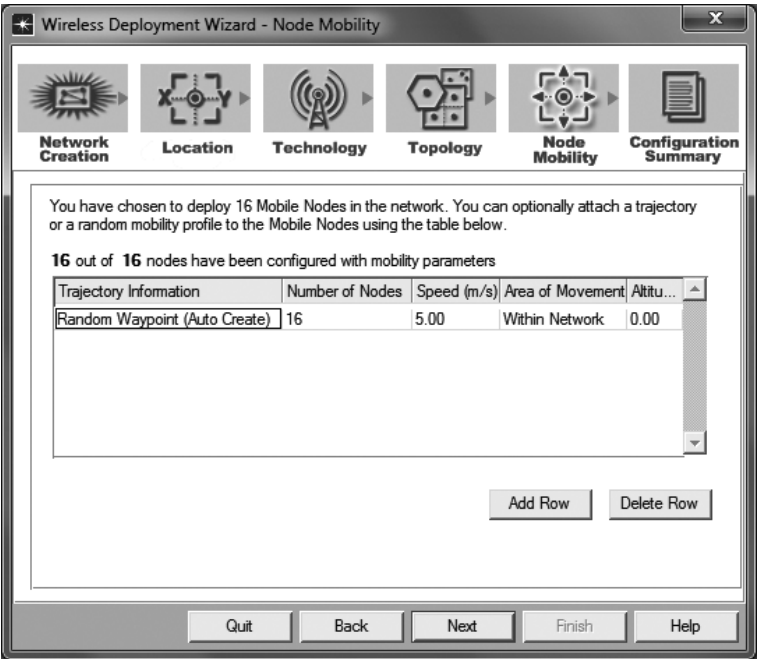 Wireless Deployment Wizard - Node Mobility
X
X Y
Network Creation
Location
Technology
Topology
Node Mobility
Configuration Summary
You have chosen to deploy 16 Mobile Nodes in the network. You can optionally attach a trajectory
or a random mobility profile to the Mobile Nodes using the table below.
16 out of 16 nodes have been configured with mobility parameters
Trajectory Information Number of Nodes Speed (m/s) Area of Movement Altitu...
Random Waypoint (Auto Create) 16 5.00 Within Network 0.00
Add Row Delete Row
Quit Back Next Finish Help